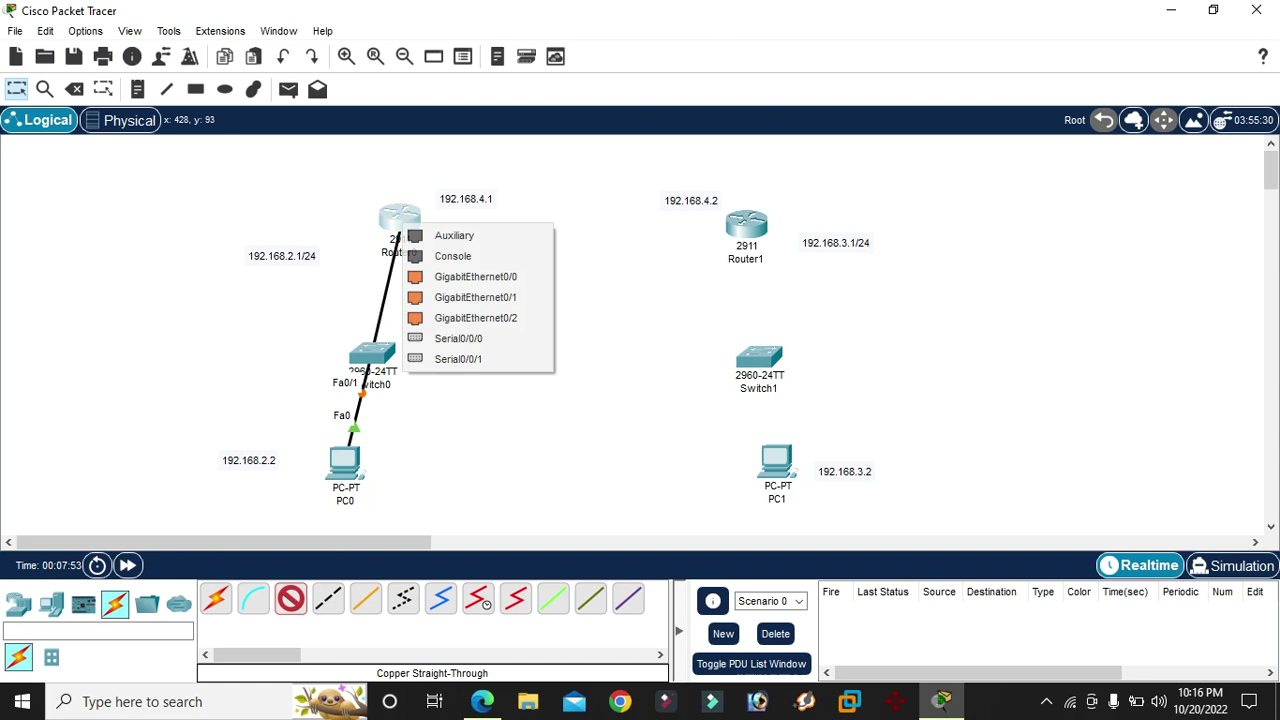 Cisco Packet Tracer
File Edit Options View Tools Extensions Window Help
?
Logical Physical x: 428, y: 93 Root 03:55:30
192.168.4.1
192.168.4.2
2911
Router1
192.168.3.1/24
192.168.2.1/24
Auxiliary
Console
GigabitEthernet0/0
GigabitEthernet0/1
GigabitEthernet0/2
Serial0/0/0
Serial0/0/1
Fa0/1
Fa0
2960-24TT
Switch1
192.168.2.2
PC-PT
PC0
PC-PT
PC1
192.168.3.2
Time: 00:07:53 Realtime Simulation
Scenario 0
New Delete
Toggle PDU List Window
Fire Last Status Source Destination Type Color Time(sec) Periodic Num Edit
Copper Straight-Through
Type here to search
10:16 PM
10/20/2022